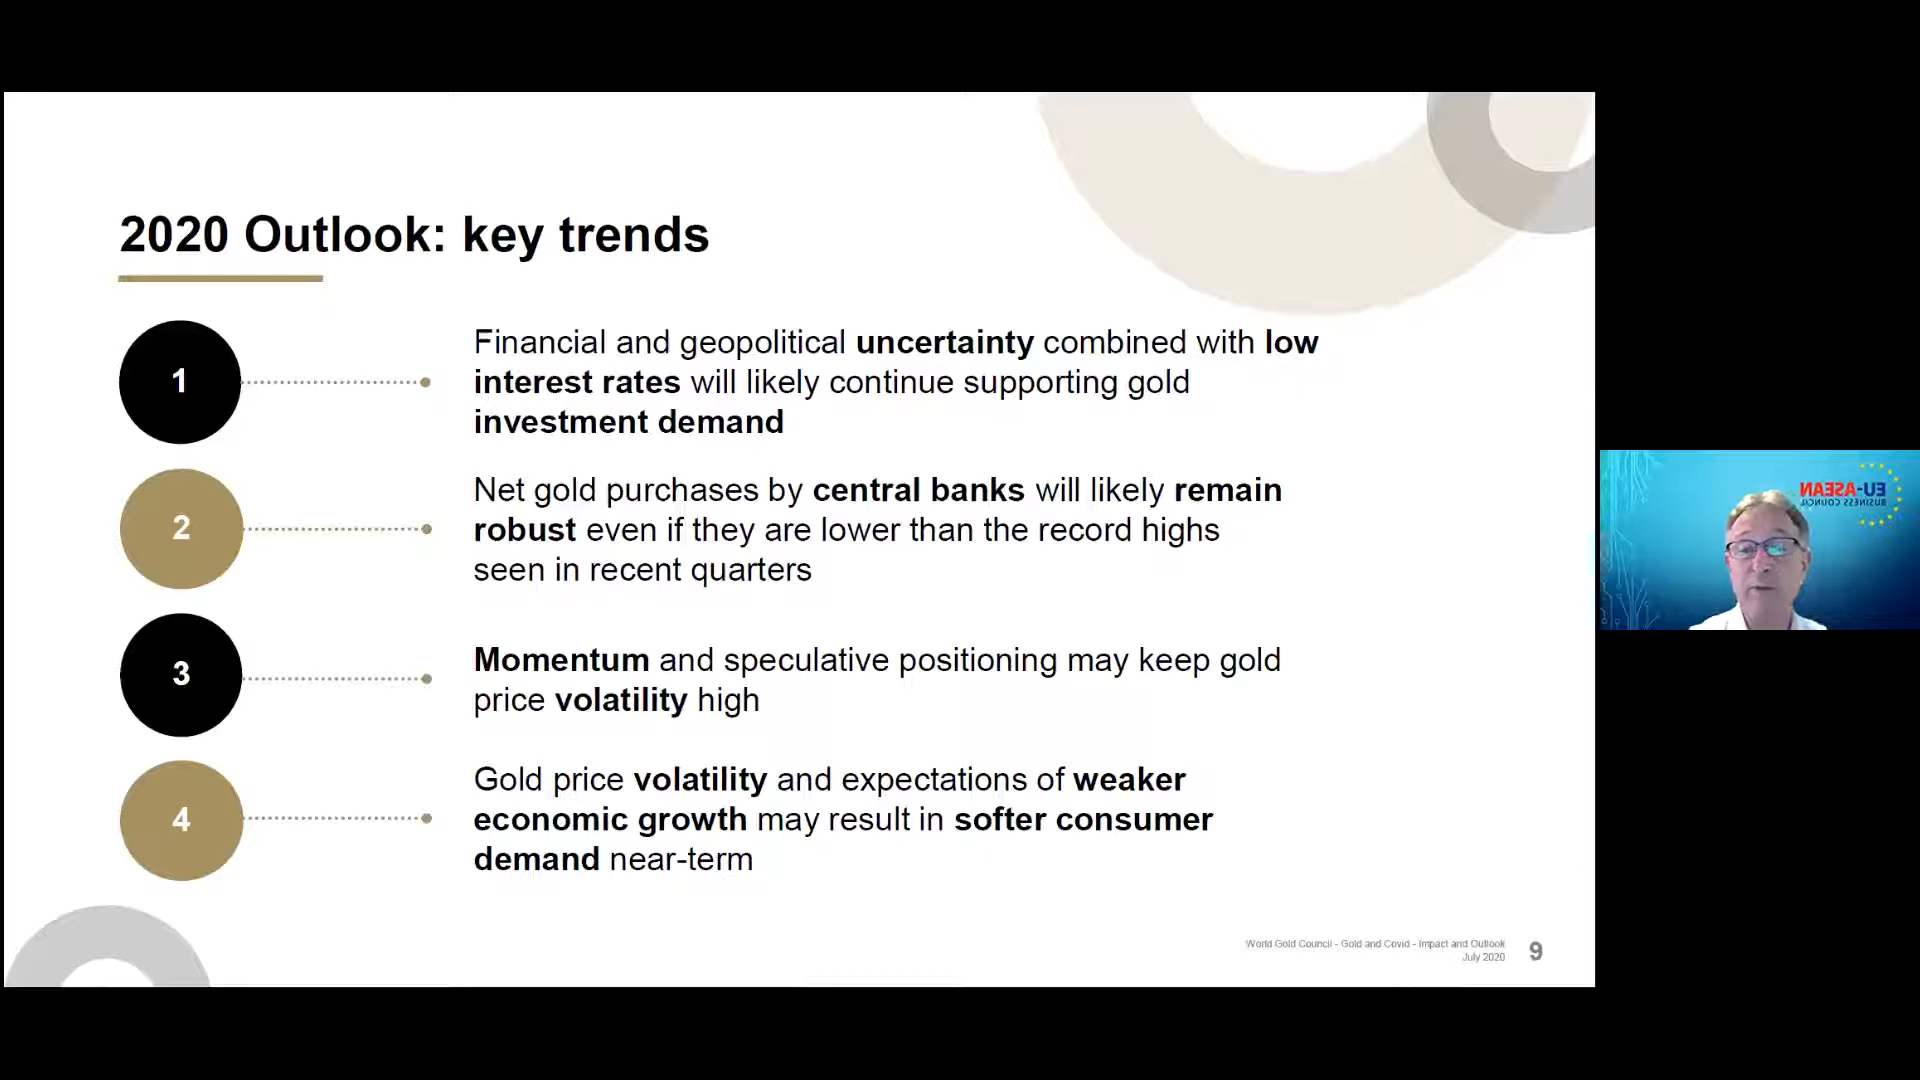 2020 Outlook: key trends
1
Financial and geopolitical uncertainty combined with low
interest rates will likely continue supporting gold
investment demand
2
Net gold purchases by central banks will likely remain
robust even if they are lower than the record highs
seen in recent quarters
3
Momentum and speculative positioning may keep gold
price volatility high
4
Gold price volatility and expectations of weaker
economic growth may result in softer consumer
demand near-term
World Gold Council - Gold and Covid - Impact and Outlook
July 2020
9
EU-ASEAN
BUSINESS COUNCIL